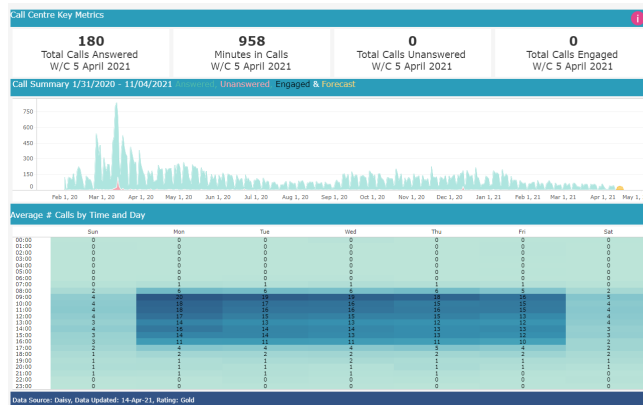 Call Centre Key Metrics
i
180 958 0 0
Total Calls Answered Minutes in Calls Total Calls Unanswered Total Calls Engaged
W/C 5 April 2021 W/C 5 April 2021 W/C 5 April 2021 W/C 5 April 2021
Call Summary 1/31/2020 - 11/04/2021 Answered, Unanswered, Engaged & Forecast
750
600
450
300
150
0
Feb 1, 20 Mar 1, 20 Apr 1, 20 May 1, 20 Jun 1, 20 Jul 1, 20 Aug 1, 20 Sep 1, 20 Oct 1, 20 Nov 1, 20 Dec 1, 20 Jan 1, 21 Feb 1, 21 Mar 1, 21 Apr 1, 21 May 1,
Average # Calls by Time and Day
Sun Mon Tue Wed Thu Fri Sat
00:00 0 0 0 0 0 0 0
01:00 0 0 0 0 0 0 0
02:00 0 0 0 0 0 0 0
03:00 0 0 0 0 0 0 0
04:00 0 0 0 0 0 0 0
05:00 0 0 0 0 0 0 0
06:00 0 0 0 0 0 0 0
07:00 0 1 1 1 1 1 0
08:00 2 6 6 6 6 5 2
09:00 4 20 19 19 18 16 5
10:00 4 18 17 16 15 15 4
11:00 4 19 16 16 16 15 4
12:00 4 16 15 15 15 13 4
13:00 3 14 13 13 12 12 4
14:00 4 16 14 14 13 13 3
15:00 3 14 14 13 13 12 3
16:00 3 11 11 11 11 10 2
17:00 2 4 4 4 5 4 2
18:00 1 2 2 2 2 2 2
19:00 1 1 1 2 1 1 1
20:00 1 1 1 1 1 1 1
21:00 1 1 1 1 0 0 0
22:00 0 0 0 0 0 0 0
23:00 0 0 0 0 0 0 0
Data Source: Daisy, Data Updated: 14-Apr-21, Rating: Gold